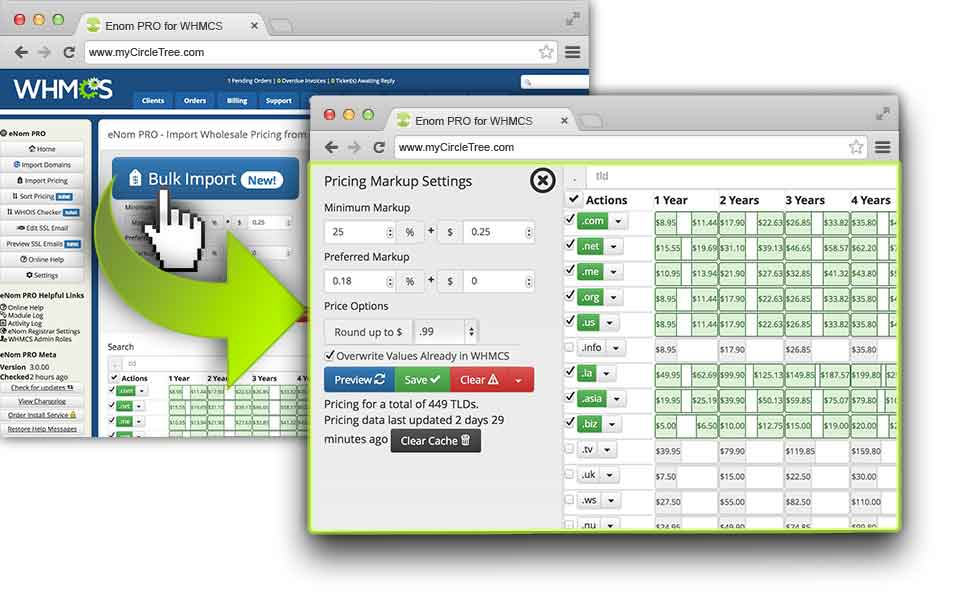 Enom PRO for WHMCS
www.myCircleTree.com
WHMCS
1 Pending Orders | 0 Overdue Invoices | 0 Ticket(s) Awaiting Reply
Clients Orders Billing Support
eNom PRO
Home
Import Domains
Import Pricing
Sort Pricing NEW
WHOIS Checker NEW
Edit SSL Email
Preview SSL Emails NEW
Online Help
Settings
eNom PRO Helpful Links
Online Help
Module Log
Activity Log
eNom Registrar Settings
WHMCS Admin Roles
eNom PRO Meta
Version 3.0.00
Checked 2 hours ago
Check for updates
View Changelog
Order Install Service
Restore Help Messages
eNom PRO - Import Wholesale Pricing from
Bulk Import New!
% + $ 0.25
Search
. tld
Actions 1 Year 2 Years 3 Years
.com
.net
.me
Enom PRO for WHMCS
www.myCircleTree.com
Pricing Markup Settings
Minimum Markup
25 % + $ 0.25
Preferred Markup
0.18 % + $ 0
Price Options
Round up to $ .99
Overwrite Values Already in WHMCS
Preview Save Clear
Pricing for a total of 449 TLDs.
Pricing data last updated 2 days 29
minutes ago Clear Cache
. tld
Actions 1 Year 2 Years 3 Years 4 Years
.com $8.95 $11.44 $17.90 $22.63 $26.85 $33.82 $35.80
.net $15.55 $19.69 $31.10 $39.13 $46.65 $58.57 $62.20
.me $10.95 $13.94 $21.90 $27.63 $32.85 $41.32 $43.80
.org $8.95 $11.44 $17.90 $22.63 $26.85 $33.82 $35.80
.us $8.95 $11.44 $17.90 $22.63 $26.85 $33.82 $35.80
.info $8.95 $17.90 $26.85 $35.80
.la $49.95 $62.69 $99.90 $125.13 $149.85 $187.57 $199.80
.asia $19.95 $25.19 $39.90 $50.13 $59.85 $75.07 $79.80
.biz $5.00 $6.50 $10.00 $12.75 $15.00 $19.00 $20.00
.tv $39.95 $79.90 $119.85 $159.80
.uk $7.50 $15.00 $22.50 $30.00
.ws $27.50 $55.00 $82.50 $110.00
.nu $24.95 $49.90 $74.85 $99.80